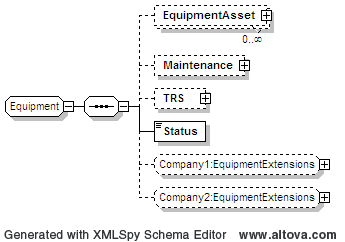 EquipmentAsset
0..∞
Maintenance
Equipment
TRS
Status
Company1:EquipmentExtensions
Company2:EquipmentExtensions
Generated with XMLSpy Schema Editor www.altova.com